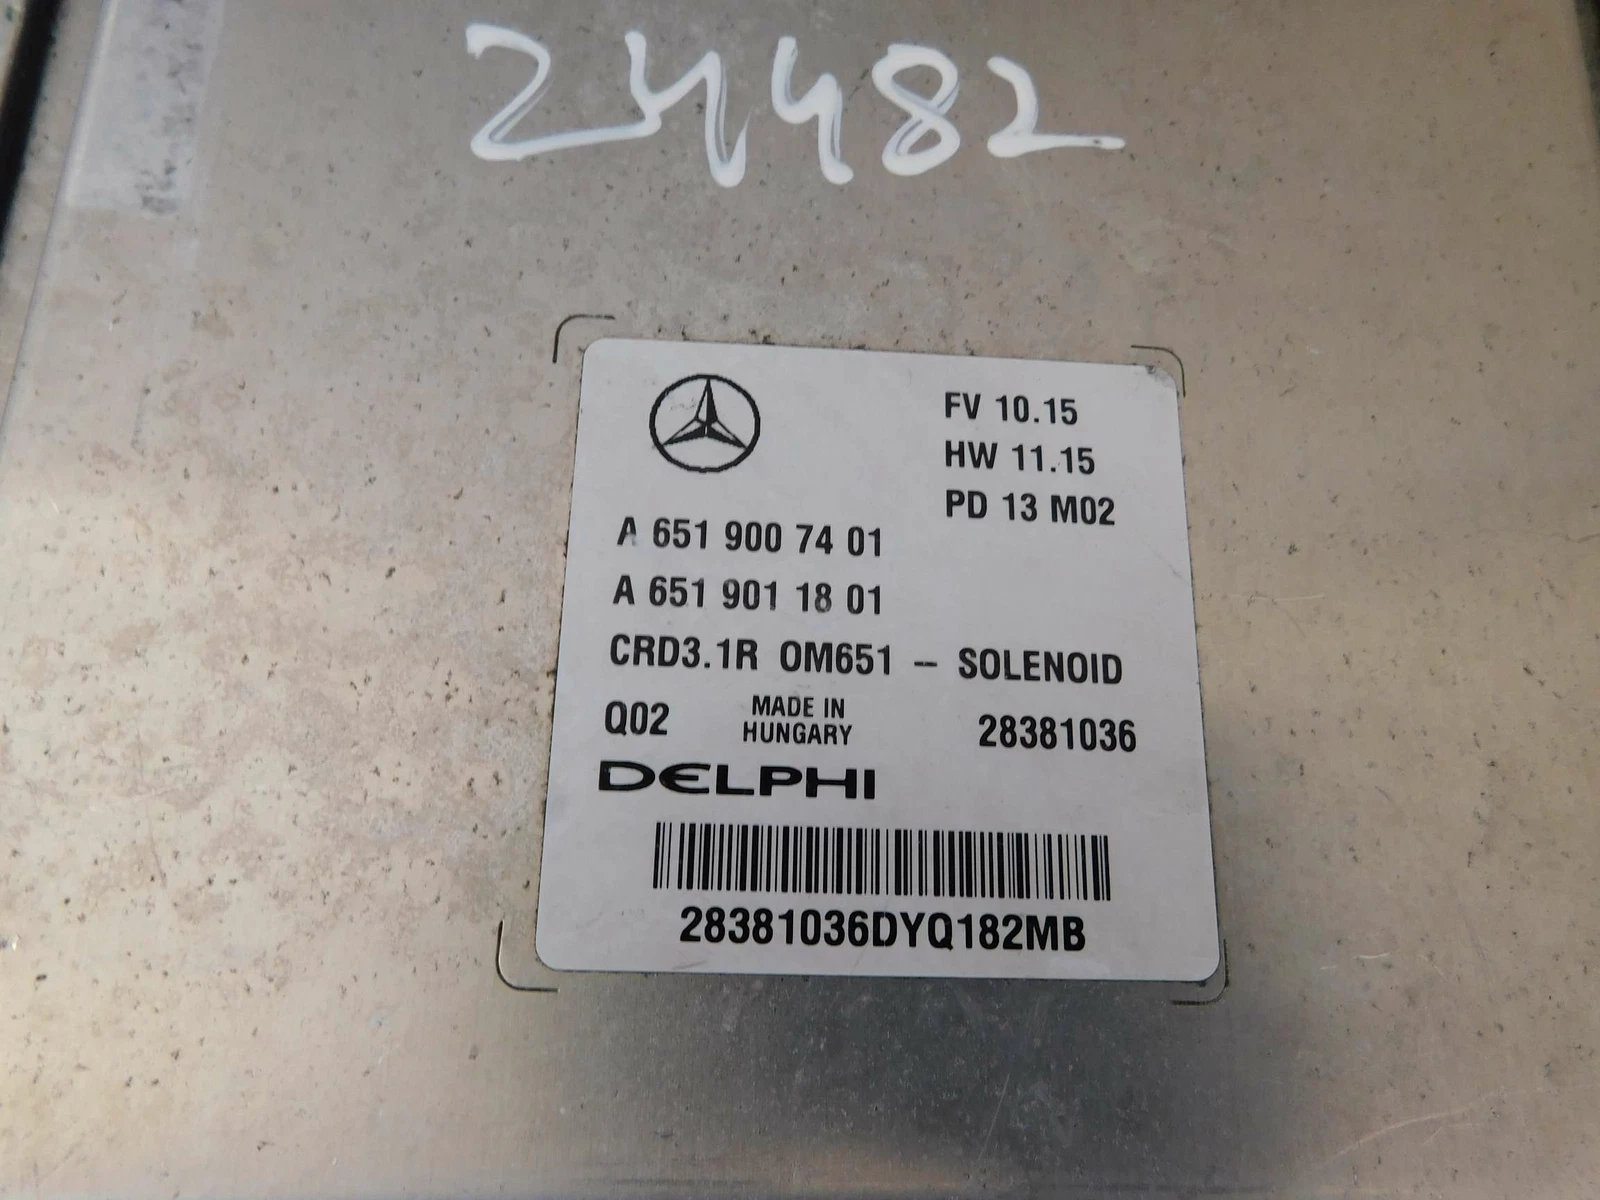 24482
FV 10.15
HW 11.15
PD 13 M02
A 651 900 74 01
A 651 901 18 01
CRD3.1R OM651 -- SOLENOID
Q02 MADE IN HUNGARY 28381036
DELPHI
28381036DYQ182MB